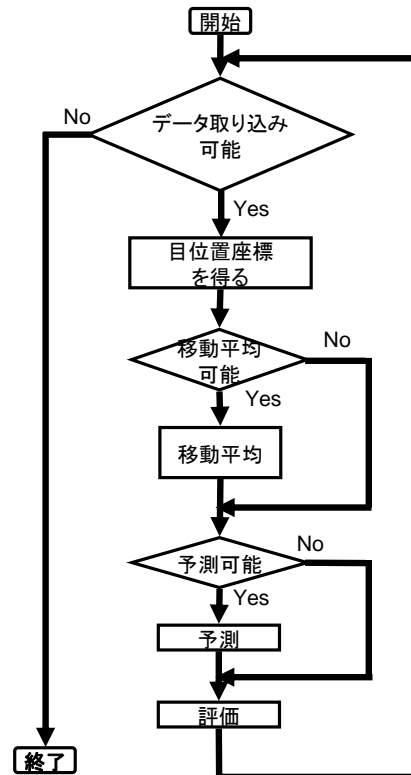 開始
データ取り込み
可能
No
Yes
目位置座標
を得る
移動平均
可能
No
Yes
移動平均
予測可能
No
Yes
予測
評価
終了